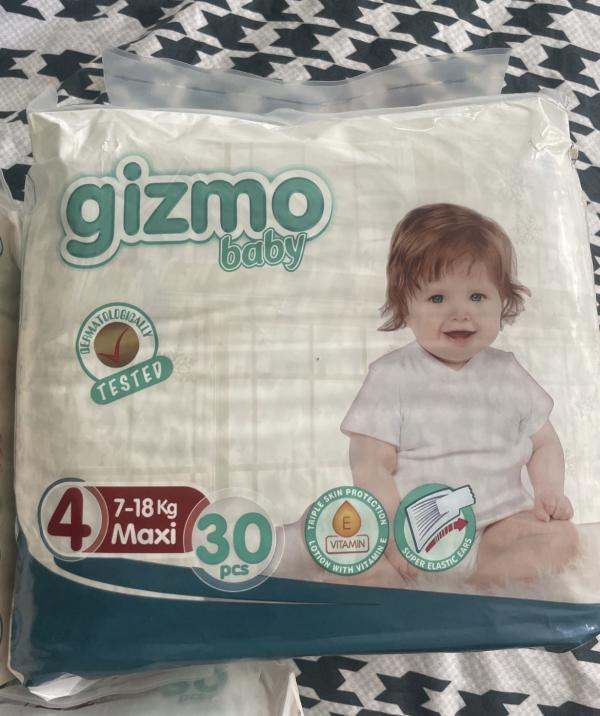 gizmo
baby
DERMATOLOGICALLY
TESTED
4
7-18 Kg
Maxi
30
pcs
TRIPLE SKIN PROTECTION
E
VITAMIN
LOTION WITH VITAMIN E
SUPER ELASTIC EARS
30